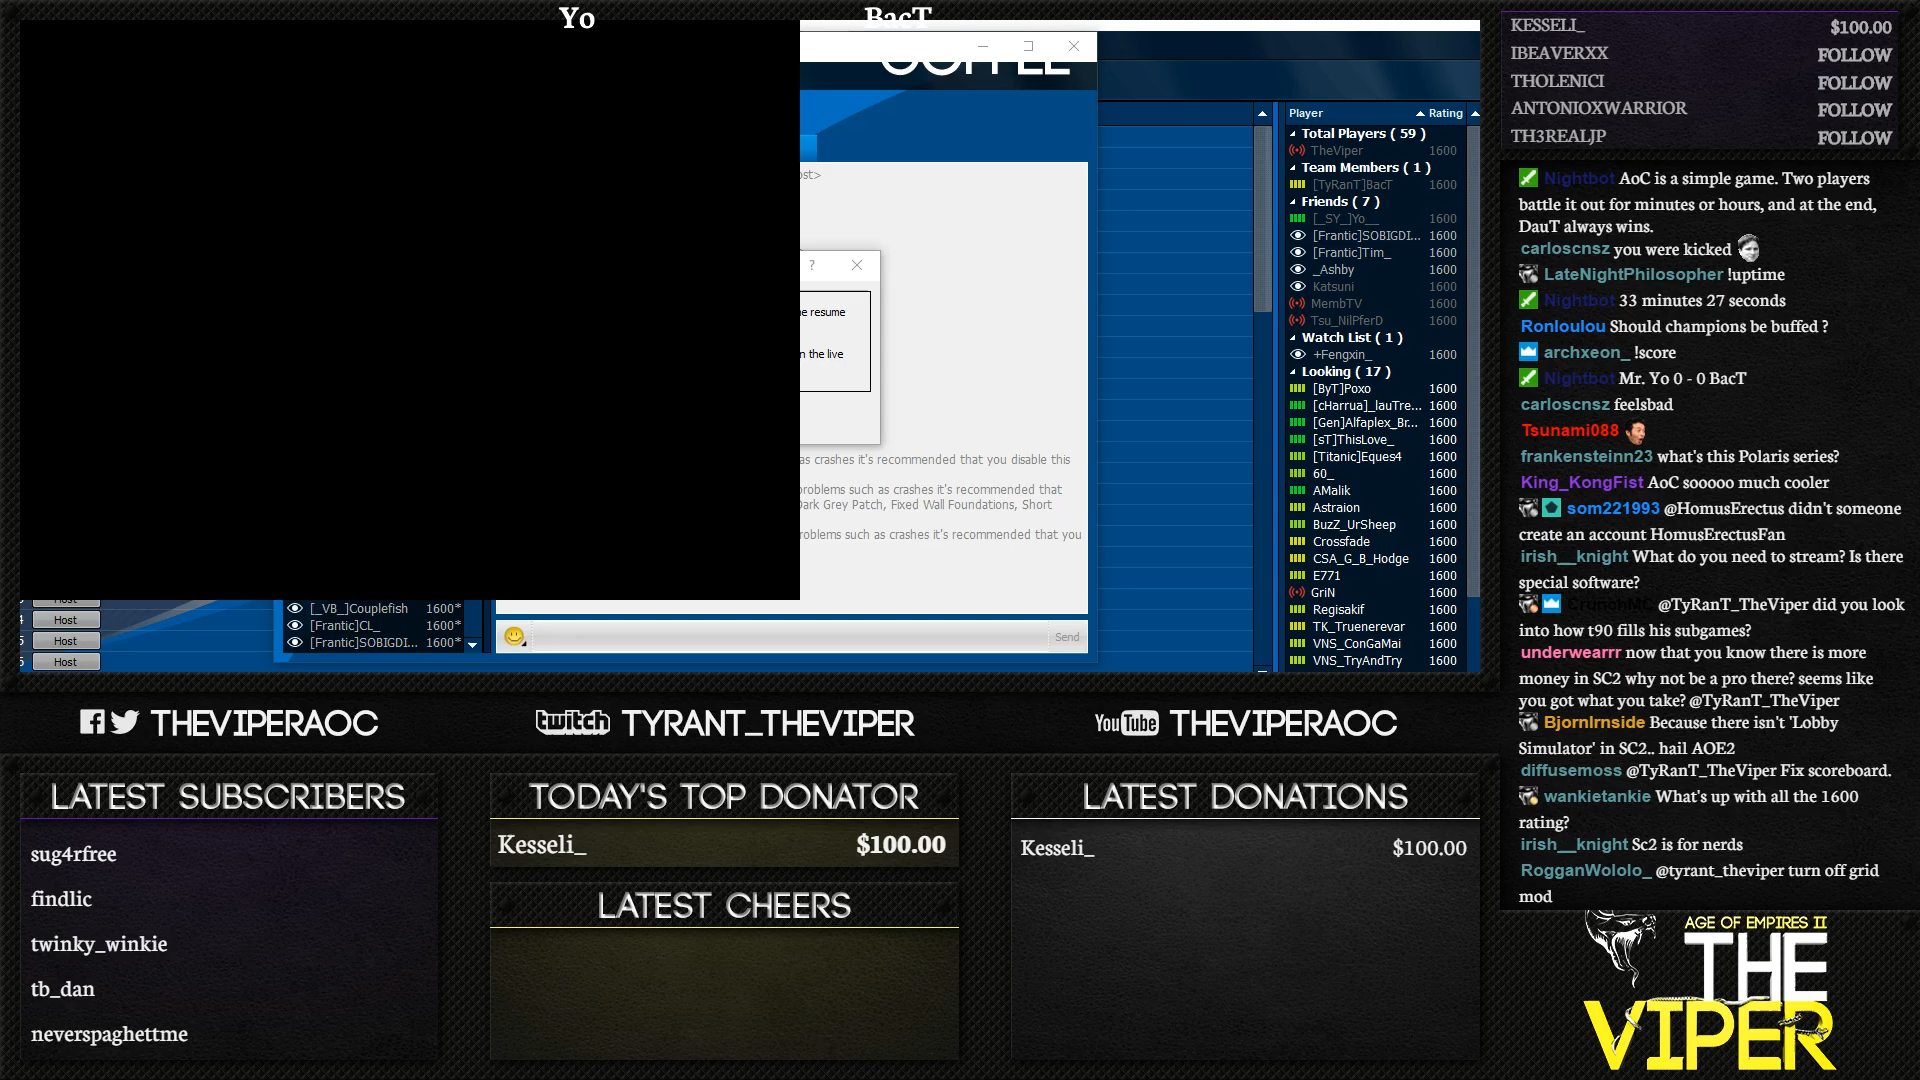 Yo
BacT
COFFEE
ost>
?
he resume
n the live
as crashes it's recommended that you disable this
problems such as crashes it's recommended that
Dark Grey Patch, Fixed Wall Foundations, Short
roblems such as crashes it's recommended that you
Host
4 Host
5 Host
6 Host
[_VB_]Couplefish 1600*
[Frantic]CL_ 1600*
[Frantic]SOBIGDI... 1600*
Send
Player Rating
Total Players ( 59 )
TheViper 1600
Team Members ( 1 )
[TyRanT]BacT 1600
Friends ( 7 )
[_SY_]Yo__ 1600
[Frantic]SOBIGDI... 1600
[Frantic]Tim_ 1600
_Ashby 1600
Katsuni 1600
MembTV 1600
Tsu_NilPferD 1600
Watch List ( 1 )
+Fengxin_ 1600
Looking ( 17 )
[ByT]Poxo 1600
[cHarrua]_lauTre... 1600
[Gen]Alfaplex_Br... 1600
[sT]ThisLove_ 1600
[Titanic]Eques4 1600
60_ 1600
AMalik 1600
Astraion 1600
BuzZ_UrSheep 1600
Crossfade 1600
CSA_G_B_Hodge 1600
E771 1600
GriN 1600
Regisakif 1600
TK_Truenerevar 1600
VNS_ConGaMai 1600
VNS_TryAndTry 1600
KESSELI_ $100.00
IBEAVERXX FOLLOW
THOLENICI FOLLOW
ANTONIOXWARRIOR FOLLOW
TH3REALJP FOLLOW
Nightbot AoC is a simple game. Two players
battle it out for minutes or hours, and at the end,
DauT always wins.
carloscnsz you were kicked
LateNightPhilosopher !uptime
Nightbot 33 minutes 27 seconds
Ronloulou Should champions be buffed ?
archxeon_ !score
Nightbot Mr. Yo 0 - 0 BacT
carloscnsz feelsbad
Tsunami088
frankensteinn23 what's this Polaris series?
King_KongFist AoC sooooo much cooler
som221993 @HomusErectus didn't someone
create an account HomusErectusFan
irish__knight What do you need to stream? Is there
special software?
CrunchMC @TyRanT_TheViper did you look
into how t90 fills his subgames?
underwearrr now that you know there is more
money in SC2 why not be a pro there? seems like
you got what you take? @TyRanT_TheViper
BjornIrnside Because there isn't 'Lobby
Simulator' in SC2.. hail AOE2
diffusemoss @TyRanT_TheViper Fix scoreboard.
wankietankie What's up with all the 1600
rating?
irish__knight Sc2 is for nerds
RogganWololo_ @tyrant_theviper turn off grid
mod
THEVIPERAOC
twitch TYRANT_THEVIPER
YouTube THEVIPERAOC
LATEST SUBSCRIBERS
sug4rfree
findlic
twinky_winkie
tb_dan
neverspaghettme
TODAY'S TOP DONATOR
Kesseli_ $100.00
LATEST CHEERS
LATEST DONATIONS
Kesseli_ $100.00
AGE OF EMPIRES II
THE
VIPER